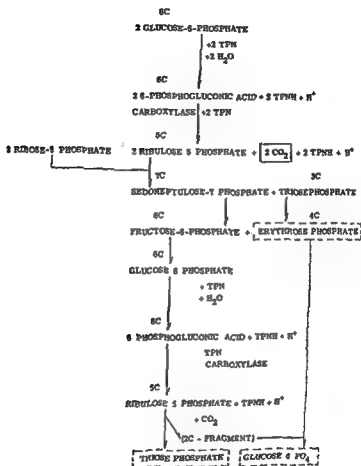 6C
2 GLUCOSE-6-PHOSPHATE
+2 TPN
+2 H2O
6C
2 6-PHOSPHOGLUCONIC ACID + 2 TPNH + H+
CARBOXYLASE +2 TPN
5C
2 RIBOSE-5 PHOSPHATE 2 RIBULOSE 5 PHOSPHATE + 2 CO2 + 2 TPNH + H+
7C 3C
SEDOHEPTULOSE-7 PHOSPHATE + TRIOSEPHOSPHATE
6C 4C
FRUCTOSE-6-PHOSPHATE + ERYTHROSE PHOSPHATE
6C
GLUCOSE 6 PHOSPHATE
+ TPN
+ H2O
6C
6 PHOSPHOGLUCONIC ACID + TPNH + H+
TPN
CARBOXYLASE
5C
RIBULOSE 5 PHOSPHATE + TPNH + H+
+ CO2
(2C - FRAGMENT)
TRIOSE PHOSPHATE GLUCOSE 6 PO4